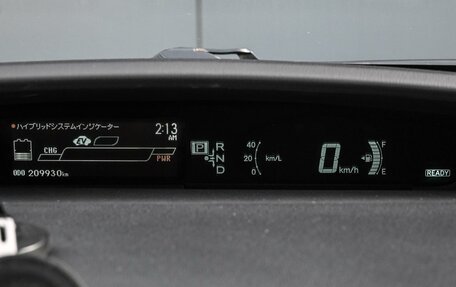 ハイブリッドシステムインジケーター 2:13
AM
EV
CHG
PWR
ODO 209930km
P R
N
D
40
20 km/L
0
0 km/h
F
E
READY